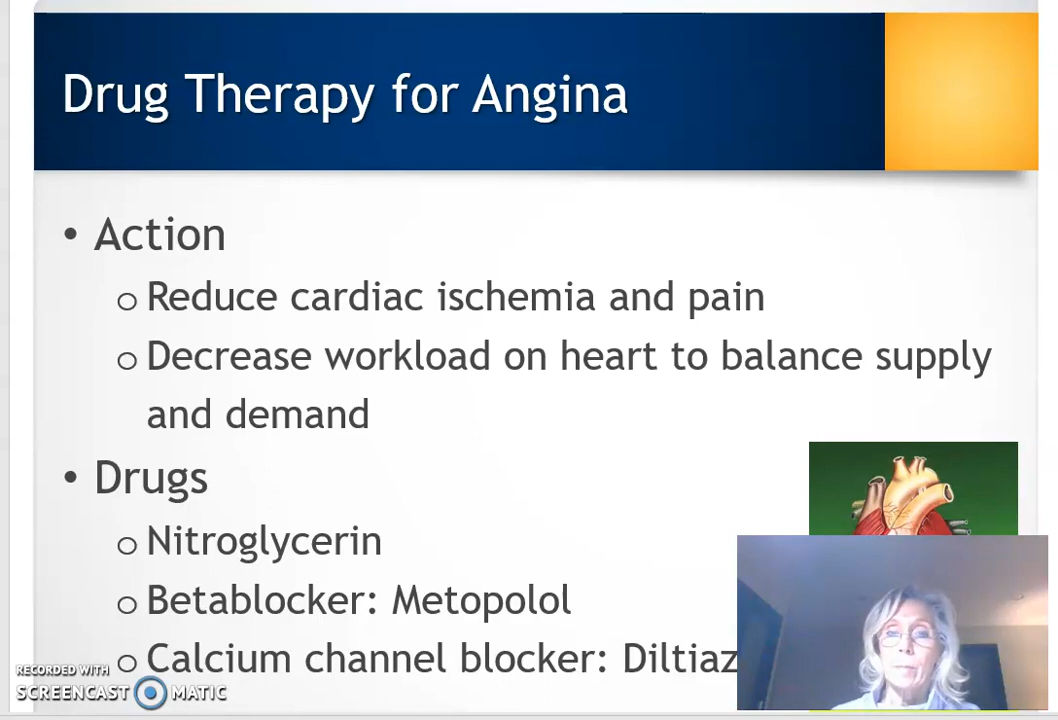 Drug Therapy for Angina
• Action
o Reduce cardiac ischemia and pain
o Decrease workload on heart to balance supply
and demand
• Drugs
o Nitroglycerin
o Betablocker: Metopolol
o Calcium channel blocker: Diltiaz
RECORDED WITH
SCREENCAST MATIC